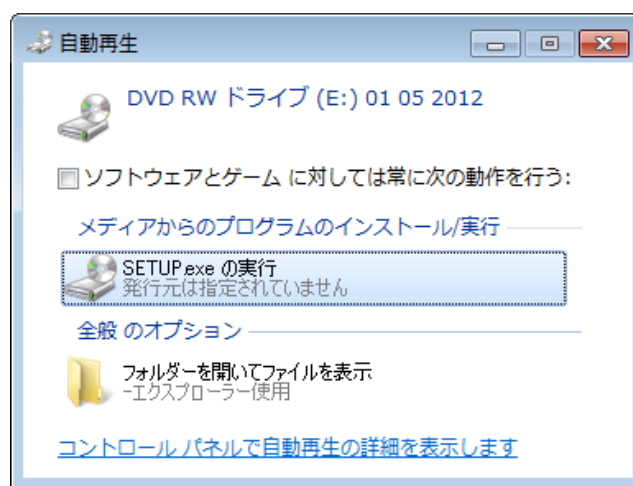 自動再生
DVD RW ドライブ (E:) 01 05 2012
ソフトウェアとゲーム に対しては常に次の動作を行う:
メディアからのプログラムのインストール/実行
SETUP.exe の実行
発行元は指定されていません
全般 のオプション
フォルダーを開いてファイルを表示
-エクスプローラー使用
コントロール パネルで自動再生の詳細を表示します